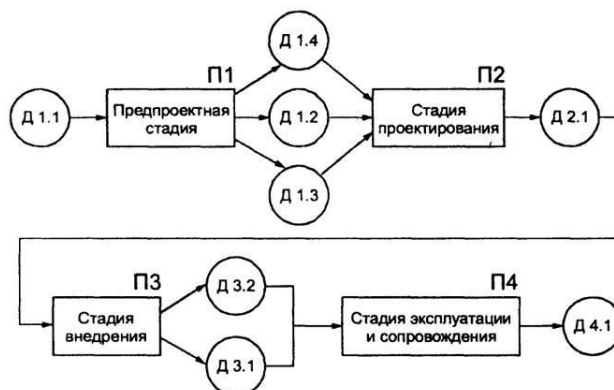 Д 1.4
П1
П2
Д 1.1
Предпроектная
стадия
Д 1.2
Стадия
проектирования
Д 2.1
Д 1.3
П3
Д 3.2
П4
Стадия
внедрения
Стадия эксплуатации
и сопровождения
Д 4.1
Д 3.1